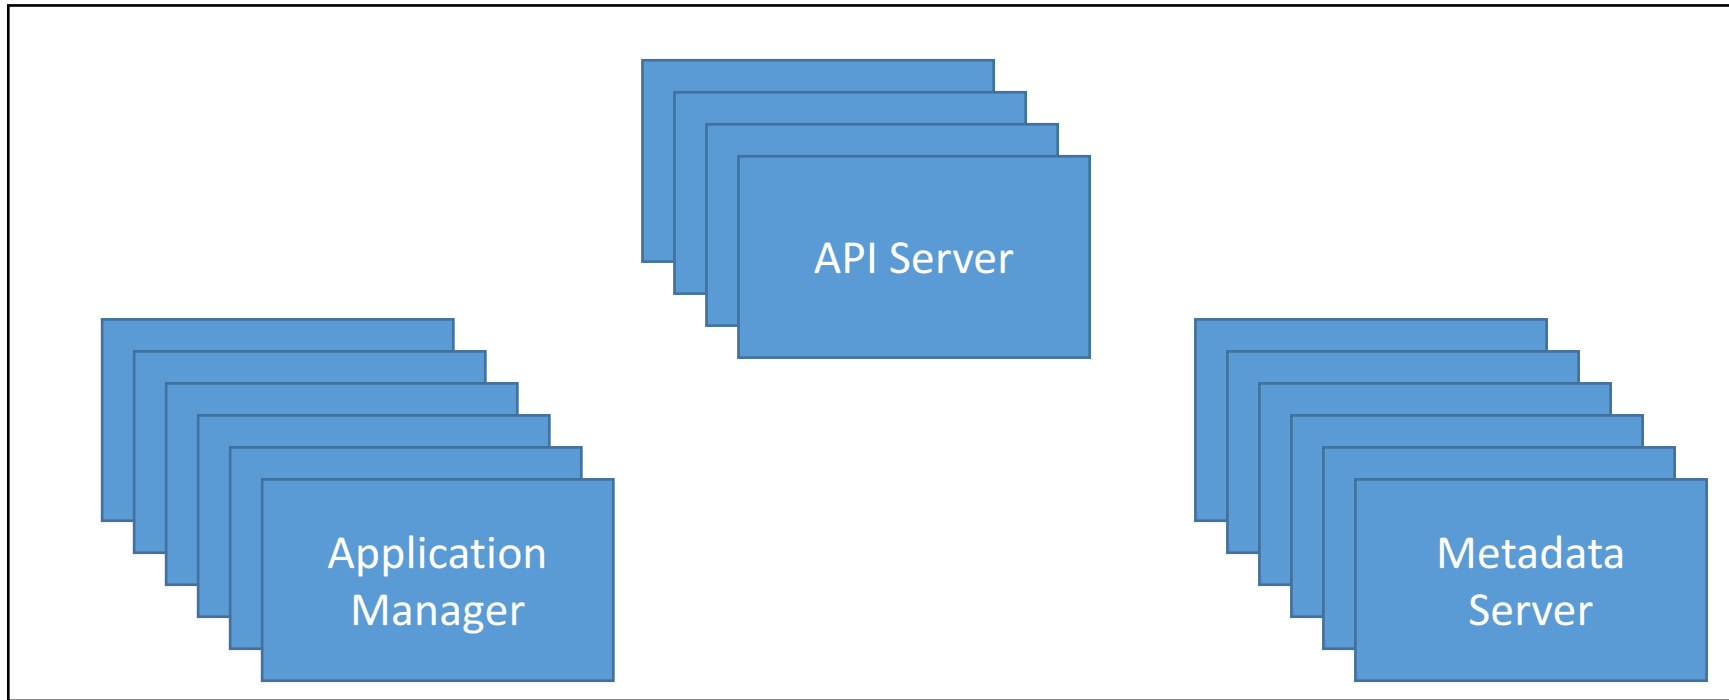 API Server
Application
Manager
Metadata
Server